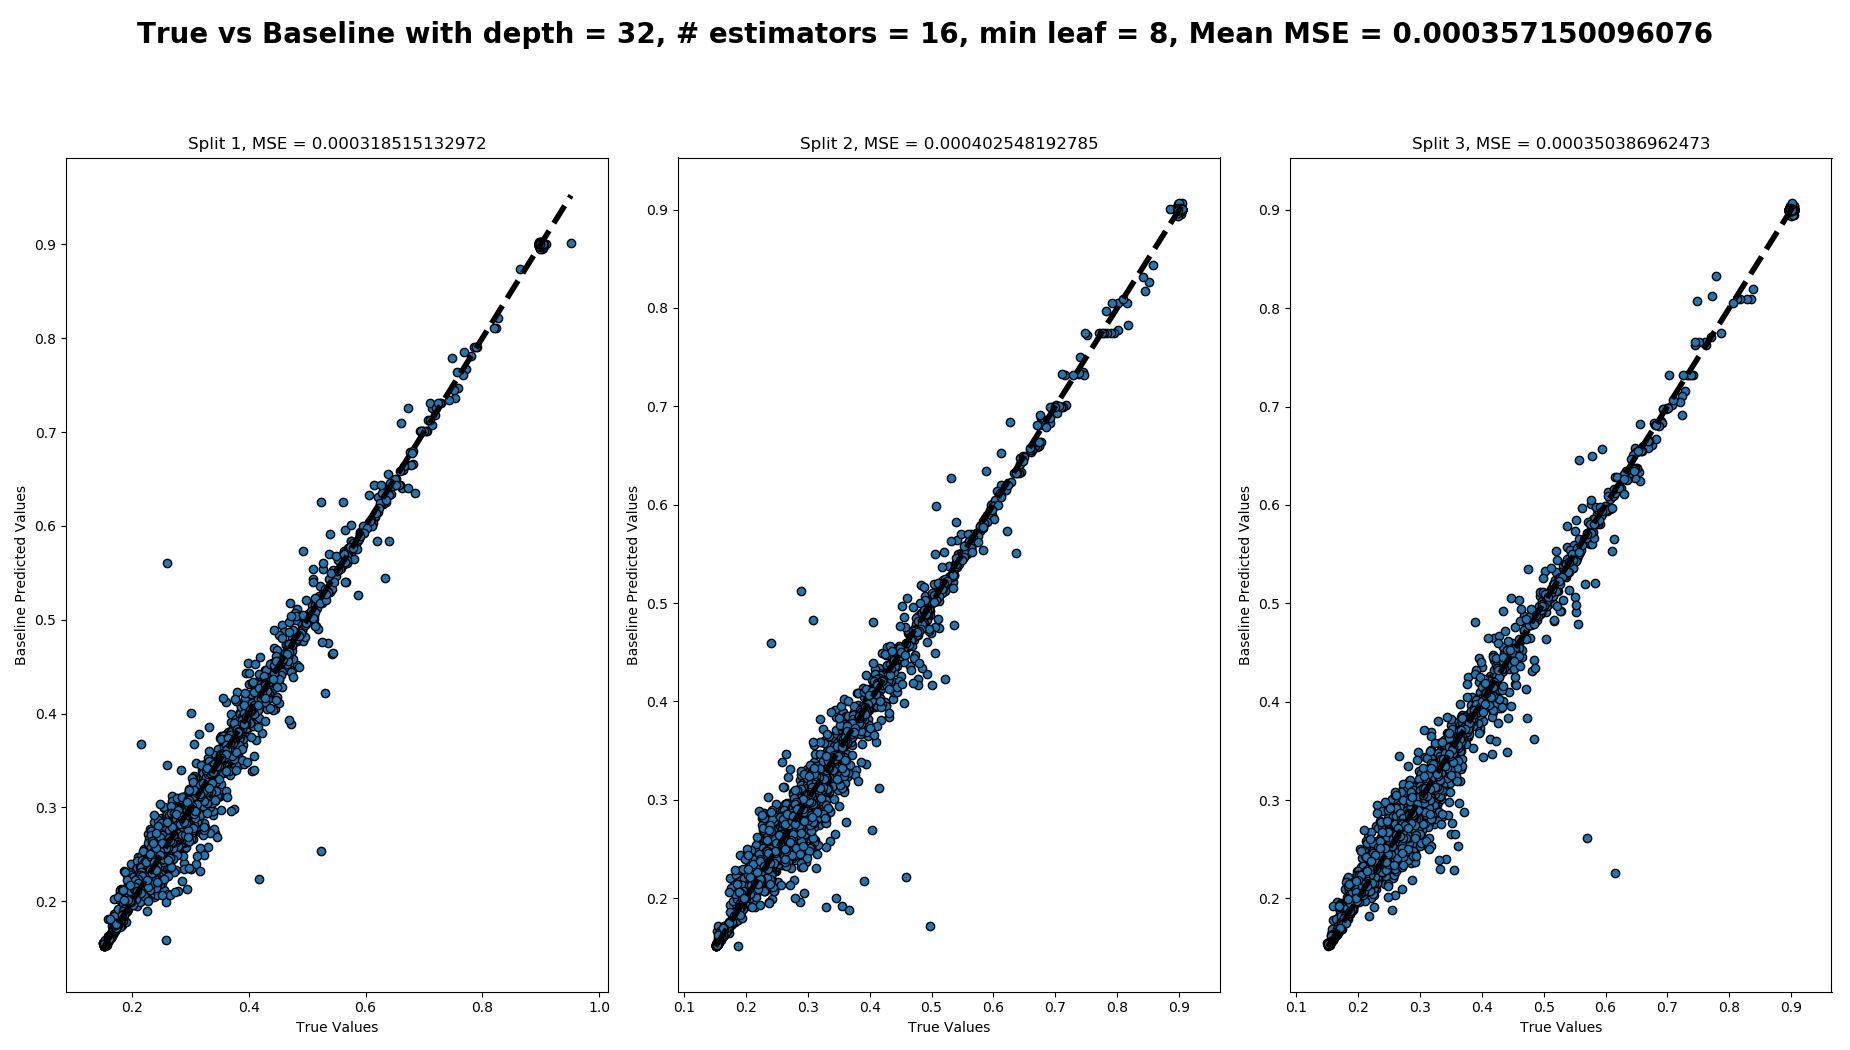 True vs Baseline with depth = 32, # estimators = 16, min leaf = 8, Mean MSE = 0.000357150096076
Split 1, MSE = 0.000318515132972
Baseline Predicted Values
0.9
0.8
0.7
0.6
0.5
0.4
0.3
0.2
0.2 0.4 0.6 0.8 1.0
True Values
Split 2, MSE = 0.000402548192785
Baseline Predicted Values
0.9
0.8
0.7
0.6
0.5
0.4
0.3
0.2
0.1 0.2 0.3 0.4 0.5 0.6 0.7 0.8 0.9
True Values
Split 3, MSE = 0.000350386962473
Baseline Predicted Values
0.9
0.8
0.7
0.6
0.5
0.4
0.3
0.2
0.1 0.2 0.3 0.4 0.5 0.6 0.7 0.8 0.9
True Values